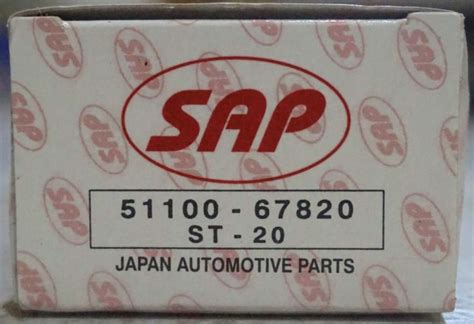 SAP
51100 - 67820
ST - 20
JAPAN AUTOMOTIVE PARTS